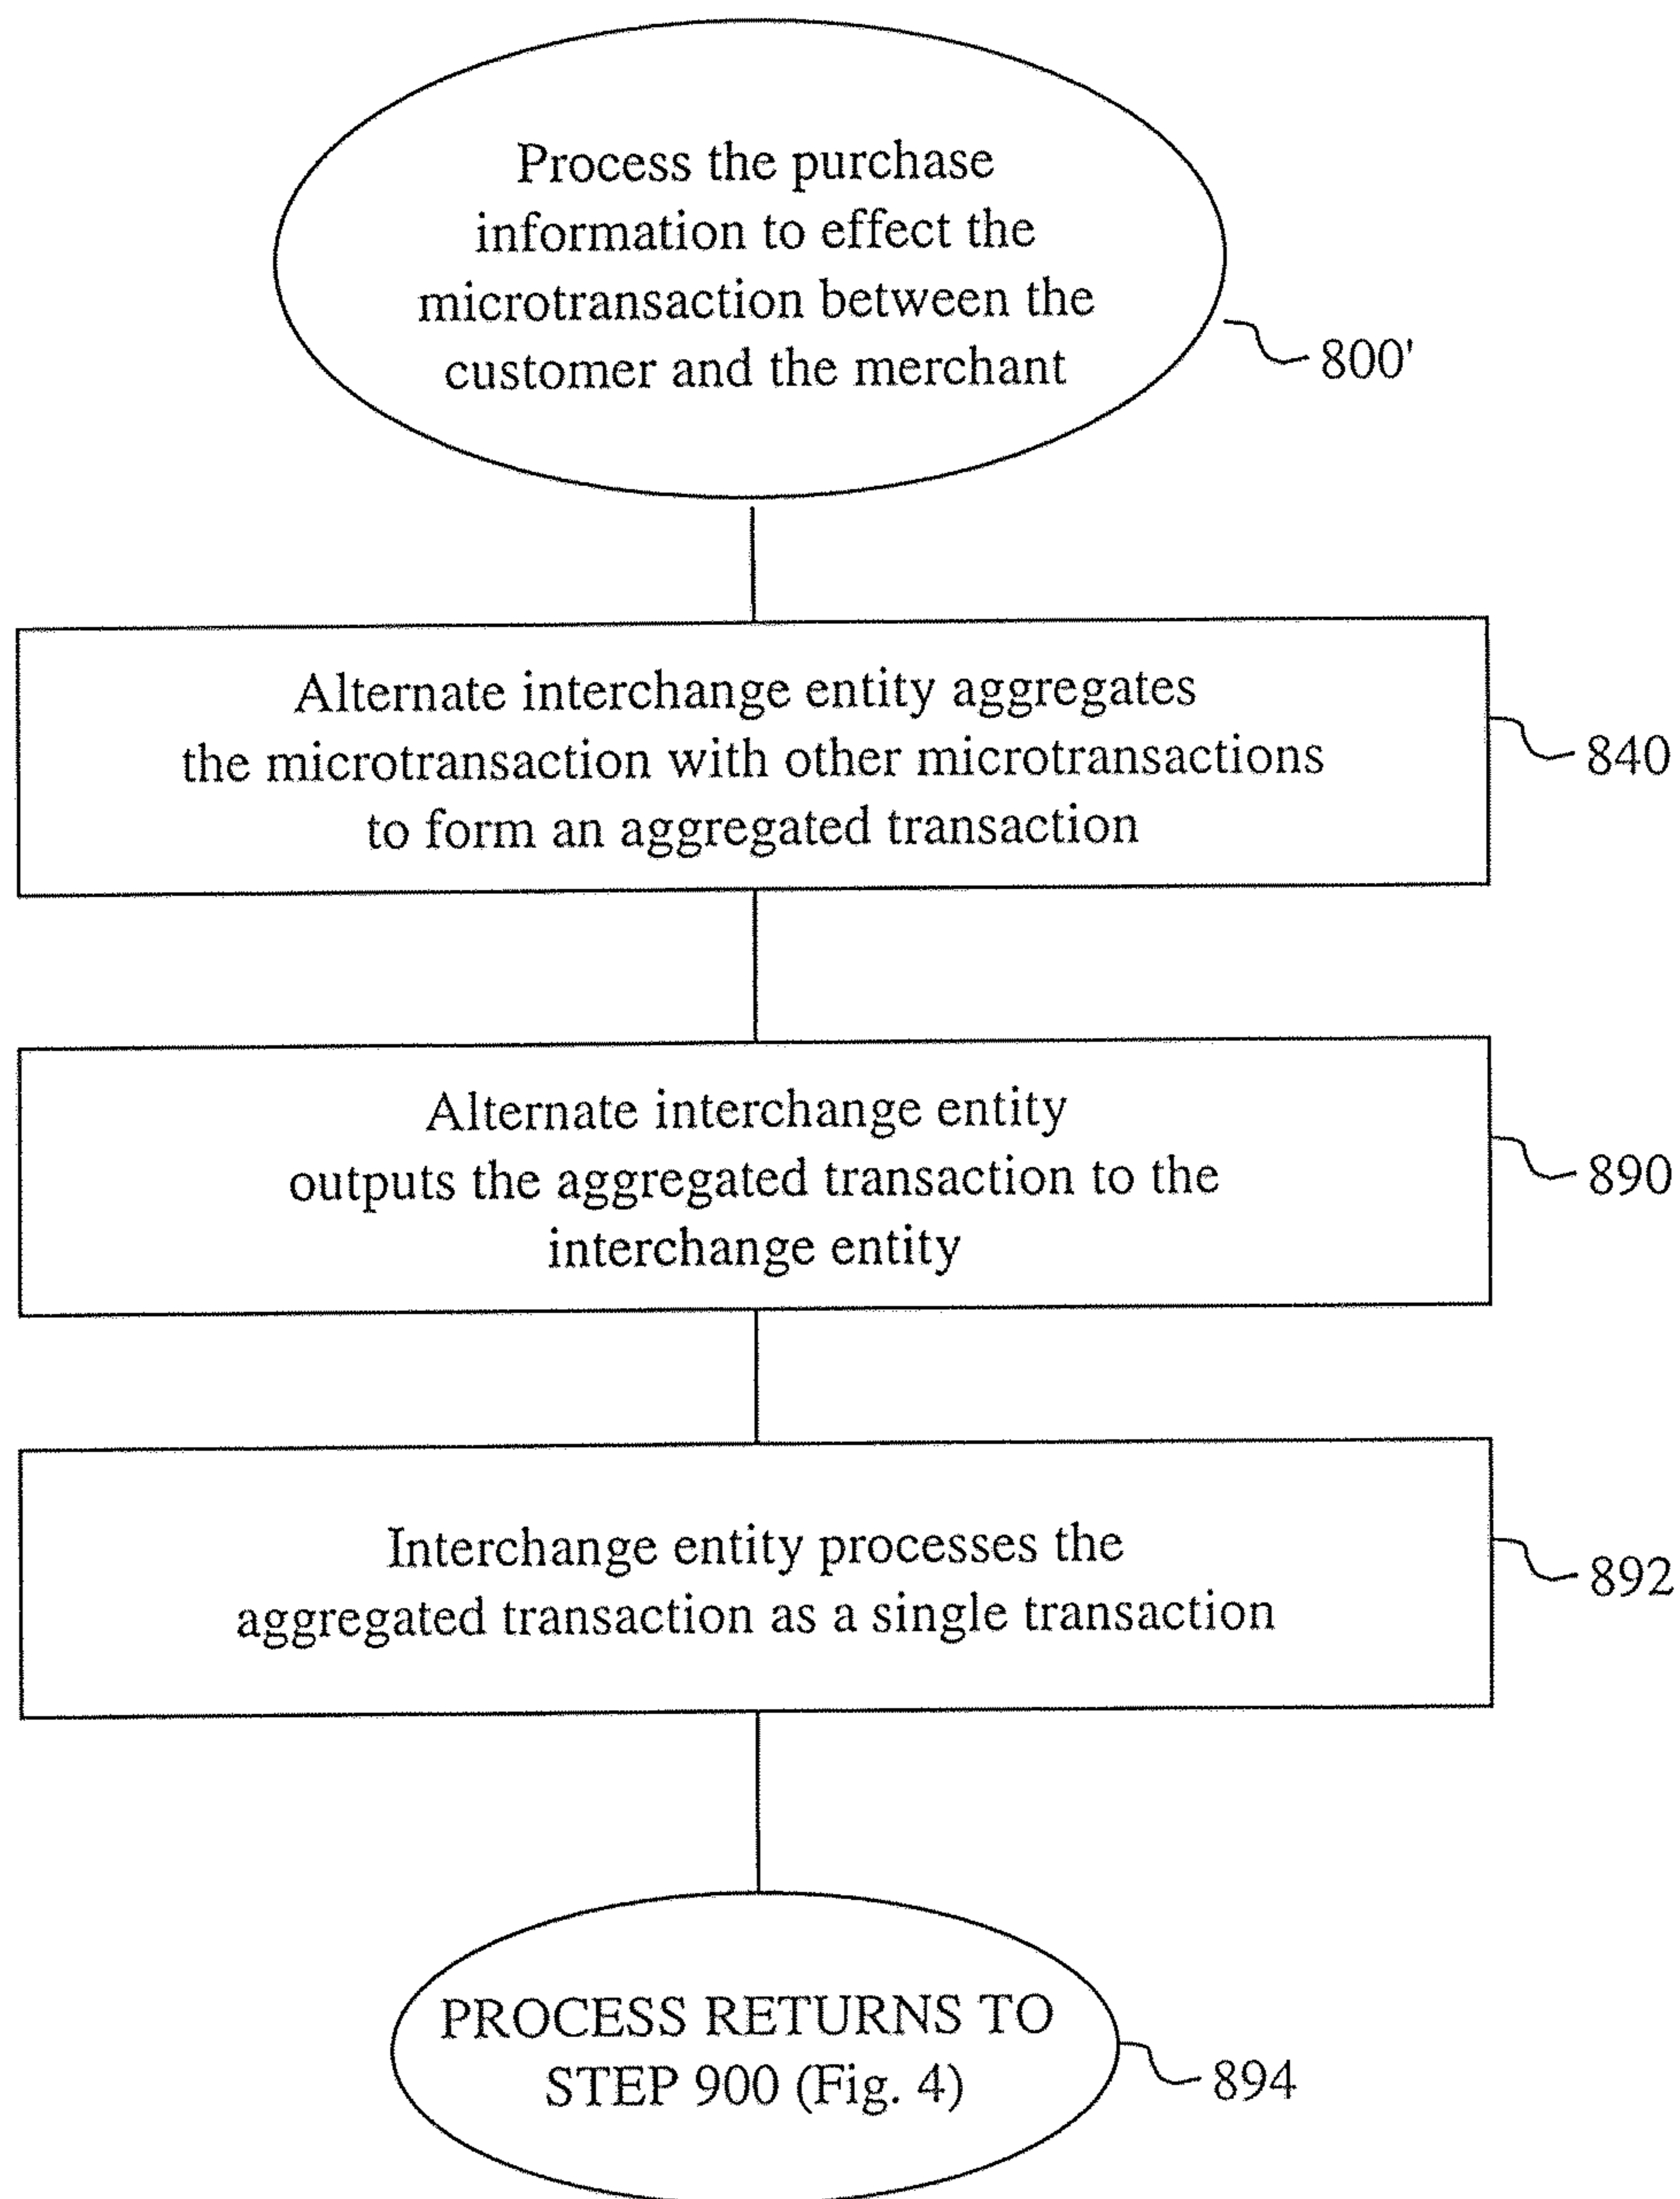 Process the purchase
information to effect the
microtransaction between the
customer and the merchant
800'
Alternate interchange entity aggregates
the microtransaction with other microtransactions
to form an aggregated transaction
840
Alternate interchange entity
outputs the aggregated transaction to the
interchange entity
890
Interchange entity processes the
aggregated transaction as a single transaction
892
PROCESS RETURNS TO
STEP 900 (Fig. 4)
894